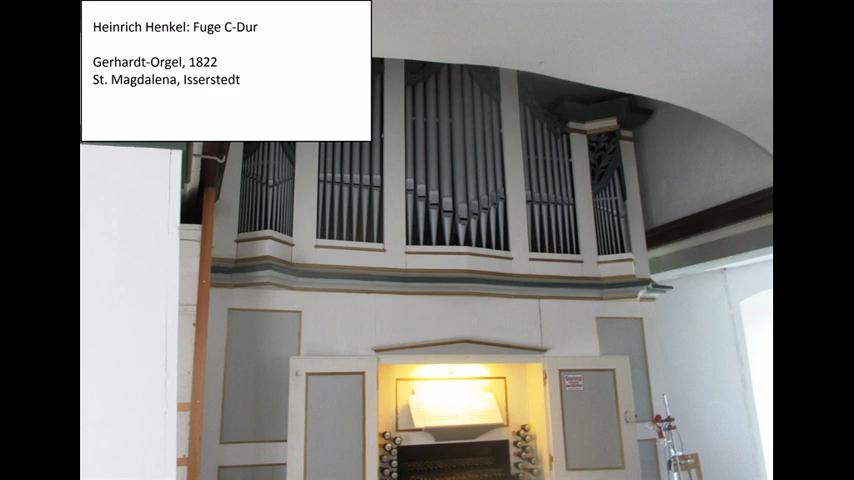 Heinrich Henkel: Fuge C-Dur
Gerhardt-Orgel, 1822
St. Magdalena, Isserstedt